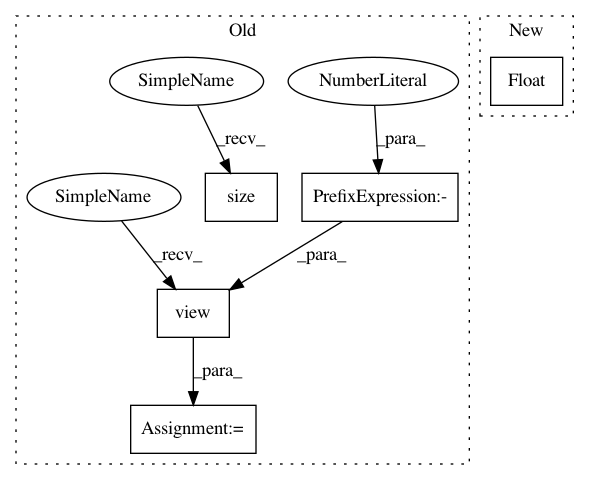 Old
New
SimpleName
NumberLiteral
Float
_recv_
_para_
SimpleName
size
PrefixExpression:-
_recv_
_para_
view
_para_
Assignment:=